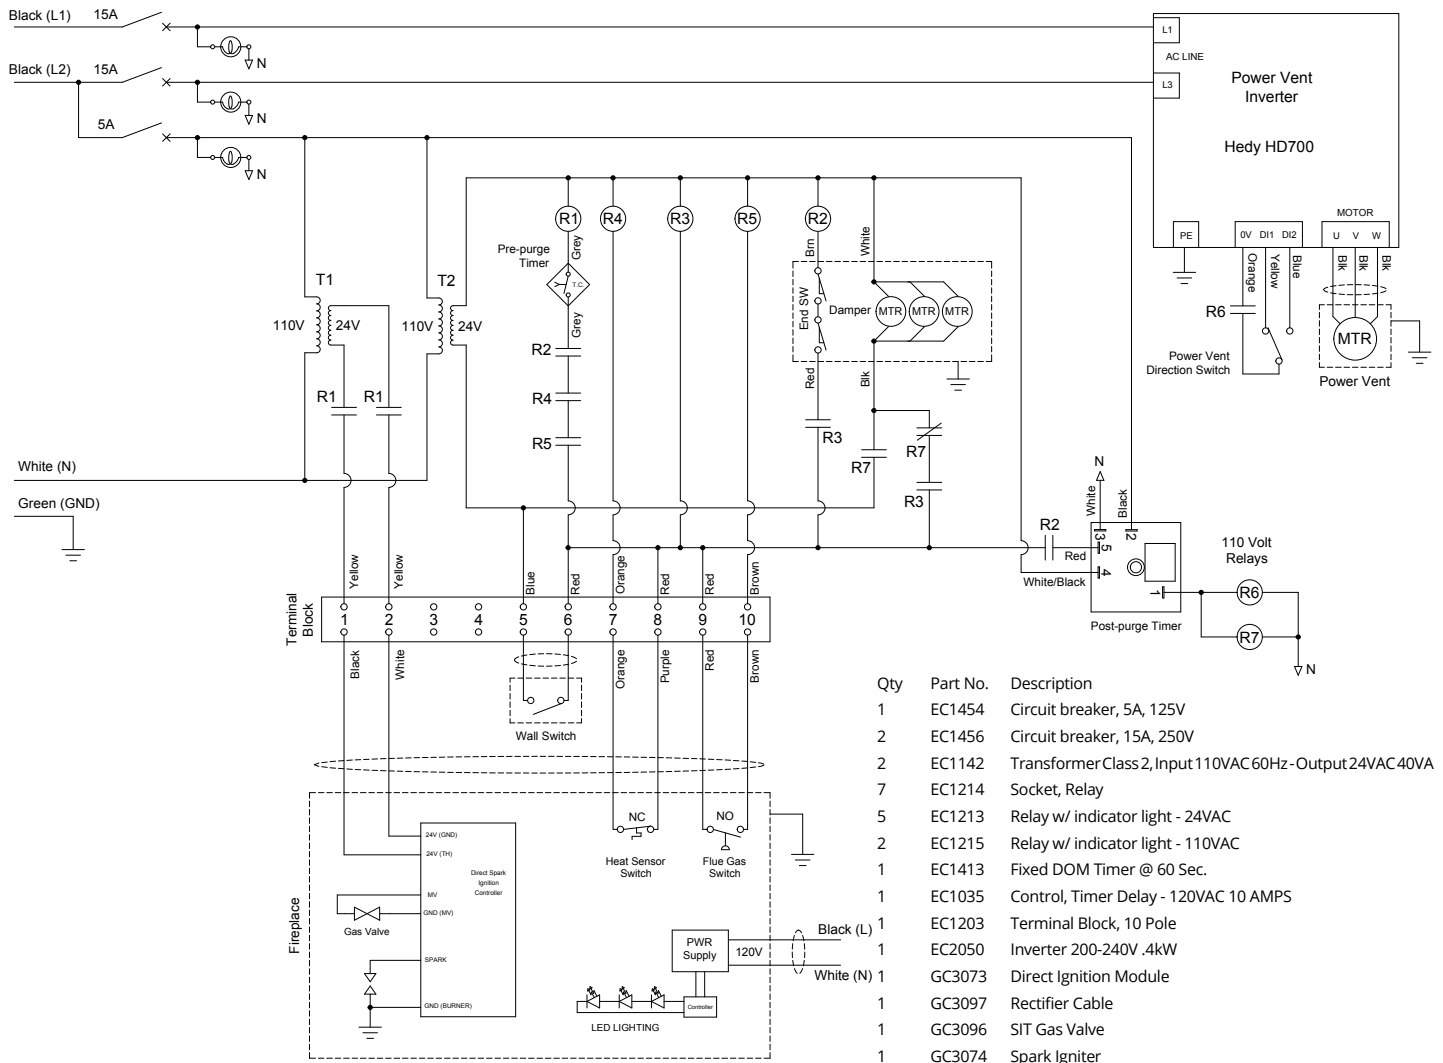 Black (L1) 15A
N
Black (L2) 15A
N
5A
N
L1
AC LINE
L3
Power Vent
Inverter
Hedy HD700
MOTOR
PE
0V DI1 DI2
U V W
Orange
Yellow
Blue
Blk
Blk
Blk
R6
Power Vent
Direction Switch
MTR
Power Vent
R1 R4 R3 R5 R2
Grey
Brn
White
Pre-purge
Timer
T.C.
Grey
End SW
Damper
MTR MTR MTR
Red
Blk
T1
110V 24V
T2
110V 24V
R1 R1
R2
R4
R5
R3
R7
R7
R3
White (N)
Green (GND)
N
White
Black
R2
Red
White/Black
3
2
5
4
1
Post-purge Timer
110 Volt
Relays
R6
R7
N
Yellow
Yellow
Blue
Red
Orange
Red
Red
Brown
Terminal
Block
1 2 3 4 5 6 7 8 9 10
Black
White
Orange
Purple
Red
Brown
Wall Switch
Fireplace
24V (GND)
24V (TH)
Direct Spark
Ignition
Controller
MV
GND (MV)
Gas Valve
SPARK
GND (BURNER)
NC
Heat Sensor
Switch
NO
Flue Gas
Switch
PWR
Supply
120V
Black (L)
White (N)
Controller
LED LIGHTING
Qty Part No. Description
1 EC1454 Circuit breaker, 5A, 125V
2 EC1456 Circuit breaker, 15A, 250V
2 EC1142 Transformer Class 2, Input 110VAC 60Hz - Output 24VAC 40VA
7 EC1214 Socket, Relay
5 EC1213 Relay w/ indicator light - 24VAC
2 EC1215 Relay w/ indicator light - 110VAC
1 EC1413 Fixed DOM Timer @ 60 Sec.
1 EC1035 Control, Timer Delay - 120VAC 10 AMPS
1 EC1203 Terminal Block, 10 Pole
1 EC2050 Inverter 200-240V .4kW
1 GC3073 Direct Ignition Module
1 GC3097 Rectifier Cable
1 GC3096 SIT Gas Valve
1 GC3074 Spark Igniter